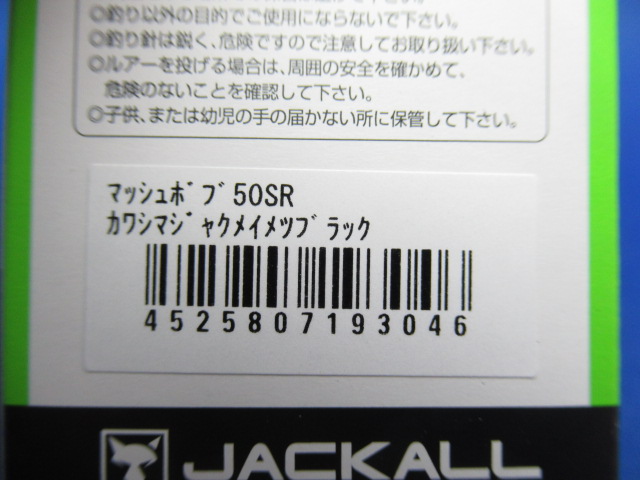 ◎釣り以外の目的でご使用にならないで下さい。
◎釣り針は鋭く、危険ですので注意してお取り扱い下さい。
◎ルアーを投げる場合は、周囲の安全を確かめて、
危険のないことを確認して下さい。
◎子供、または幼児の手の届かない所に保管して下さい。
マッシュボブ50SR
カワシマジャクメイメツブラック
4525807193046
JACKALL